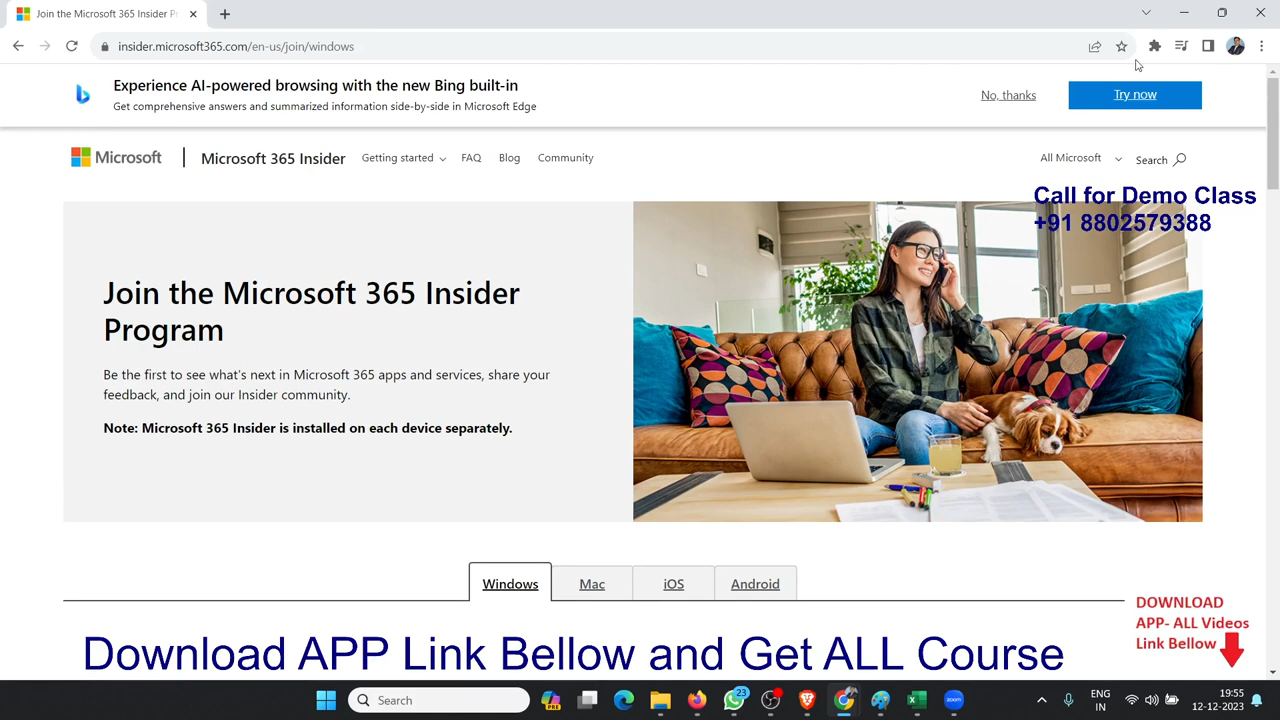 Join the Microsoft 365 Insider P
insider.microsoft365.com/en-us/join/windows
Experience AI-powered browsing with the new Bing built-in
Get comprehensive answers and summarized information side-by-side in Microsoft Edge
No, thanks
Try now
Microsoft
Microsoft 365 Insider
Getting started
FAQ
Blog
Community
All Microsoft
Search
Call for Demo Class
+91 8802579388
Join the Microsoft 365 Insider
Program
Be the first to see what's next in Microsoft 365 apps and services, share your
feedback, and join our Insider community.
Note: Microsoft 365 Insider is installed on each device separately.
Windows
Mac
iOS
Android
DOWNLOAD
APP- ALL Videos
Link Bellow
Download APP Link Bellow and Get ALL Course
Search
PRE
23
ENG
IN
19:55
12-12-2023